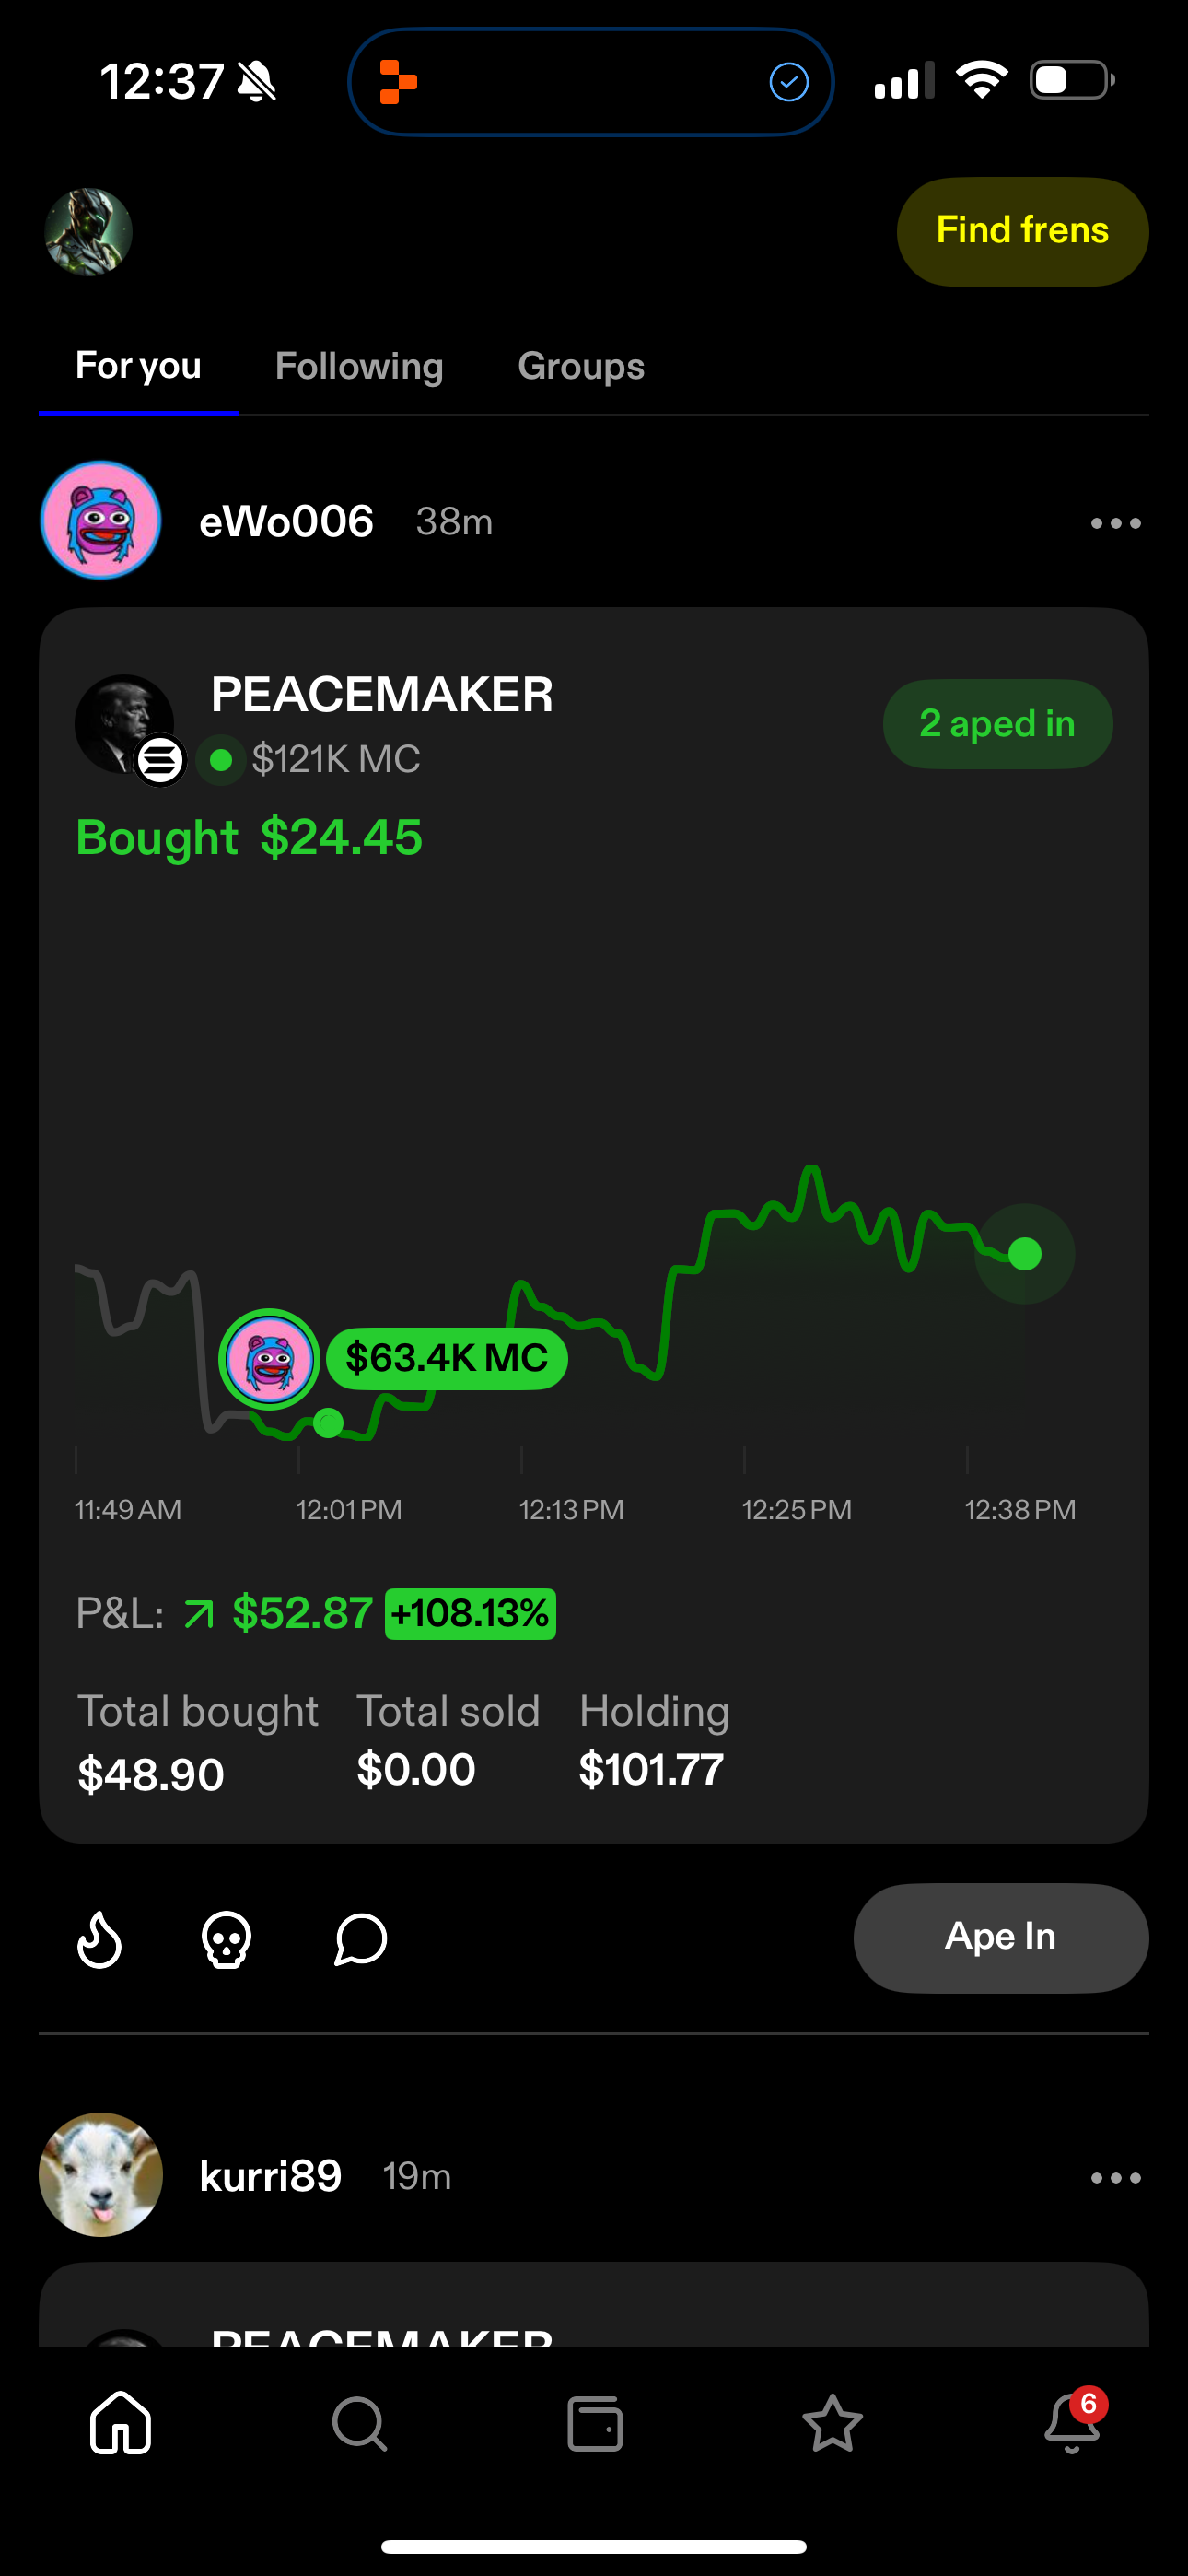 12:37
Find frens
For you Following Groups
eWo006 38m
PEACEMAKER
$121K MC
2 aped in
Bought $24.45
$63.4K MC
11:49 AM 12:01 PM 12:13 PM 12:25 PM 12:38 PM
P&L: $52.87 +108.13%
Total bought Total sold Holding
$48.90 $0.00 $101.77
Ape In
kurri89 19m
PEACEMAKER
6